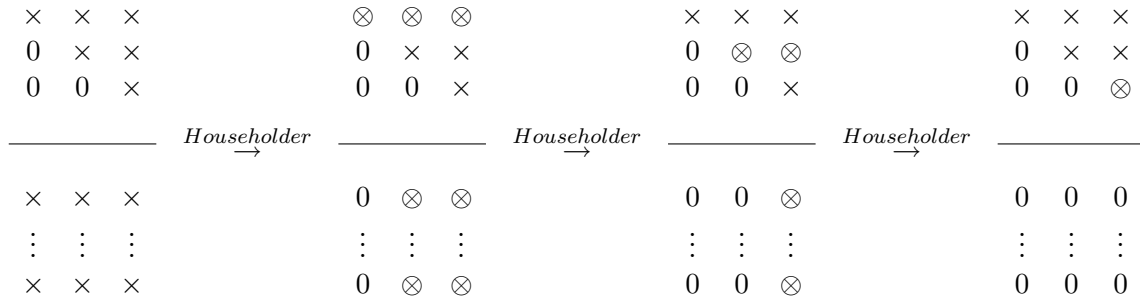 × × × ⊗ ⊗ ⊗ × × × × × ×
0 × × 0 × × 0 ⊗ ⊗ 0 × ×
0 0 × 0 0 × 0 0 × 0 0 ⊗
Householder Householder Householder
→ → →
× × × 0 ⊗ ⊗ 0 0 ⊗ 0 0 0
⋮ ⋮ ⋮ ⋮ ⋮ ⋮ ⋮ ⋮ ⋮ ⋮ ⋮ ⋮
× × × 0 ⊗ ⊗ 0 0 ⊗ 0 0 0